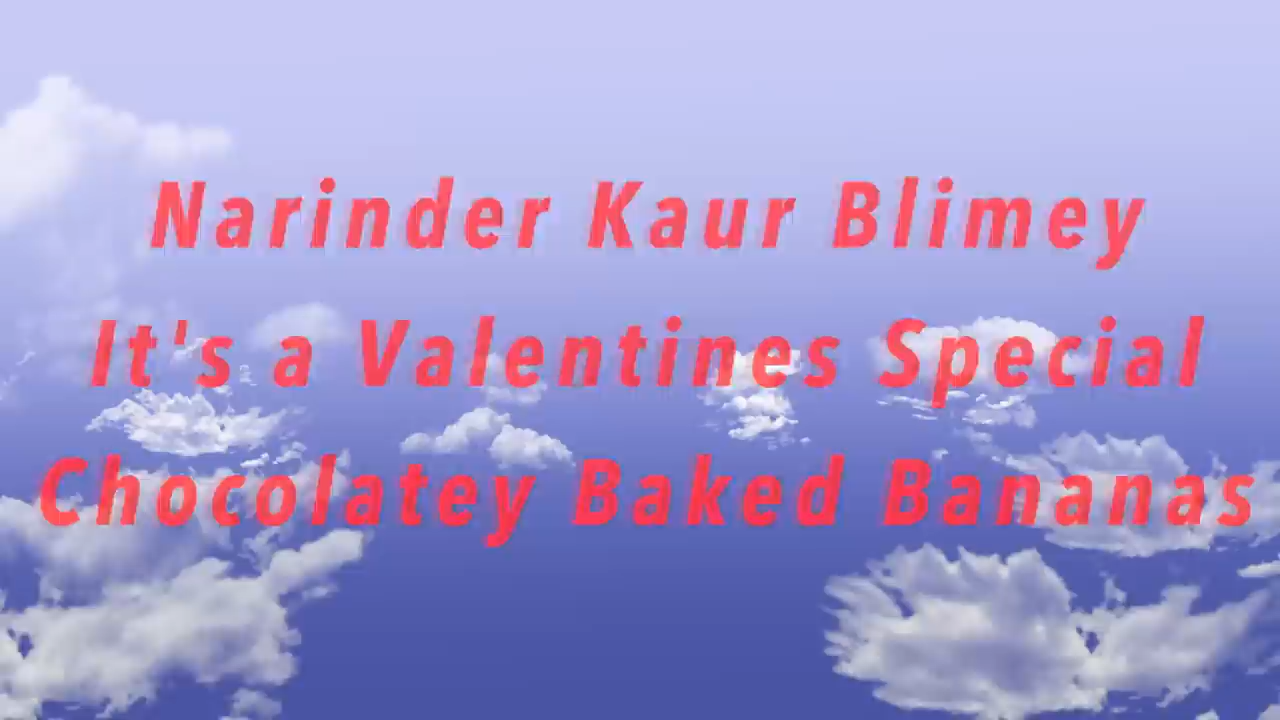 Narinder Kaur Blimey
It's a Valentines Special
Chocolatey Baked Bananas